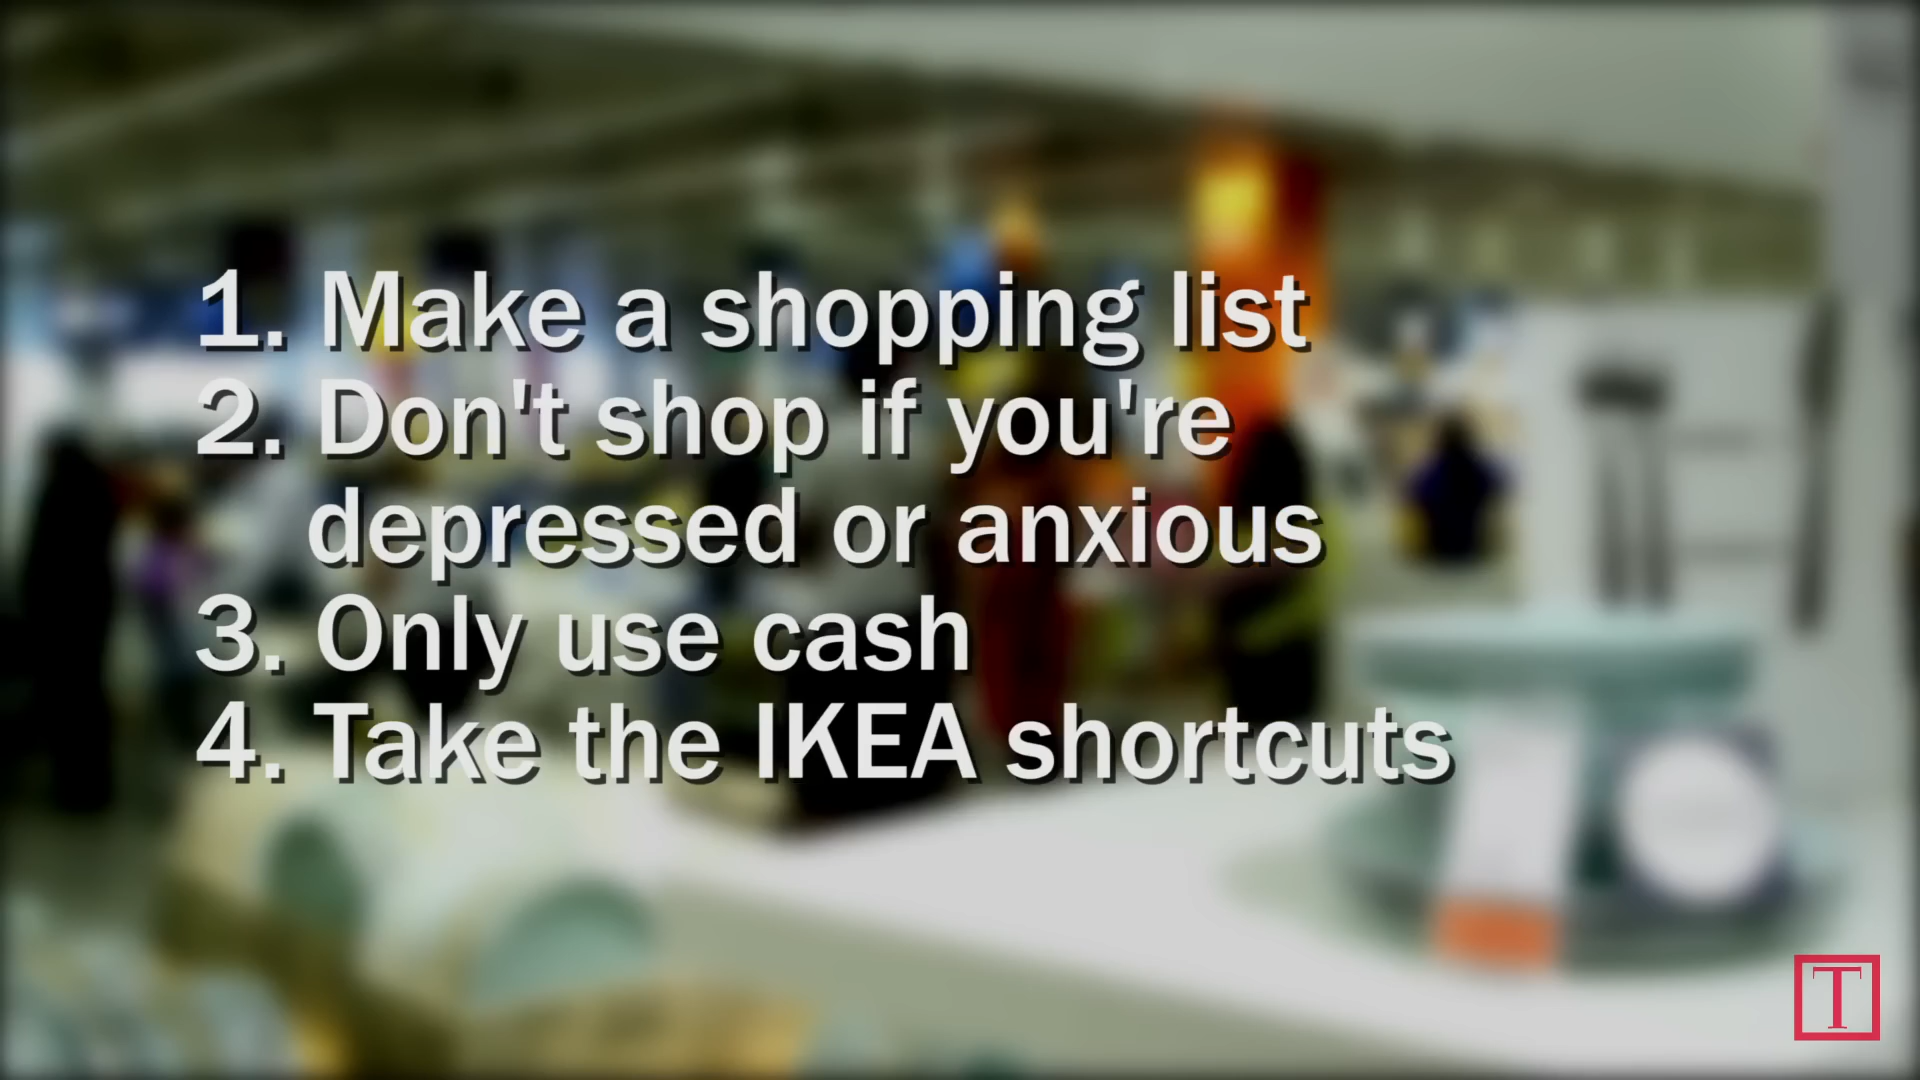 1. Make a shopping list
2. Don't shop if you're
depressed or anxious
3. Only use cash
4. Take the IKEA shortcuts
T